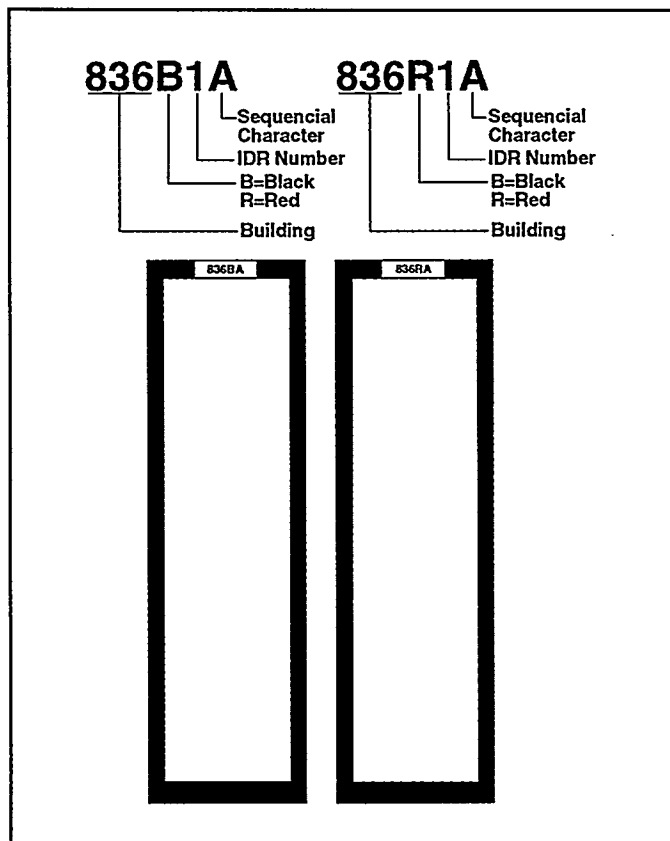 836B1A
Sequencial
Character
IDR Number
B=Black
R=Red
Building
836R1A
Sequencial
Character
IDR Number
B=Black
R=Red
Building
836BA
836RA